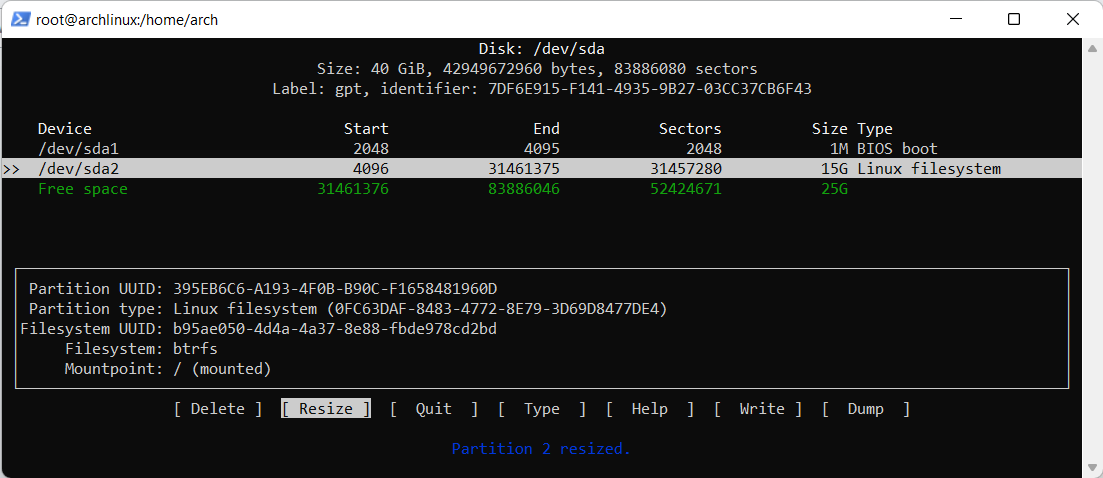 root@archlinux:/home/arch
Disk: /dev/sda
Size: 40 GiB, 42949672960 bytes, 83886080 sectors
Label: gpt, identifier: 7DF6E915-F141-4935-9B27-03CC37CB6F43
Device Start End Sectors Size Type
/dev/sda1 2048 4095 2048 1M BIOS boot
>> /dev/sda2 4096 31461375 31457280 15G Linux filesystem
Free space 31461376 83886046 52424671 25G
Partition UUID: 395EB6C6-A193-4F0B-B90C-F1658481960D
Partition type: Linux filesystem (0FC63DAF-8483-4772-8E79-3D69D8477DE4)
Filesystem UUID: b95ae050-4d4a-4a37-8e88-fbde978cd2bd
Filesystem: btrfs
Mountpoint: / (mounted)
[ Delete ] [ Resize ] [ Quit ] [ Type ] [ Help ] [ Write ] [ Dump ]
Partition 2 resized.